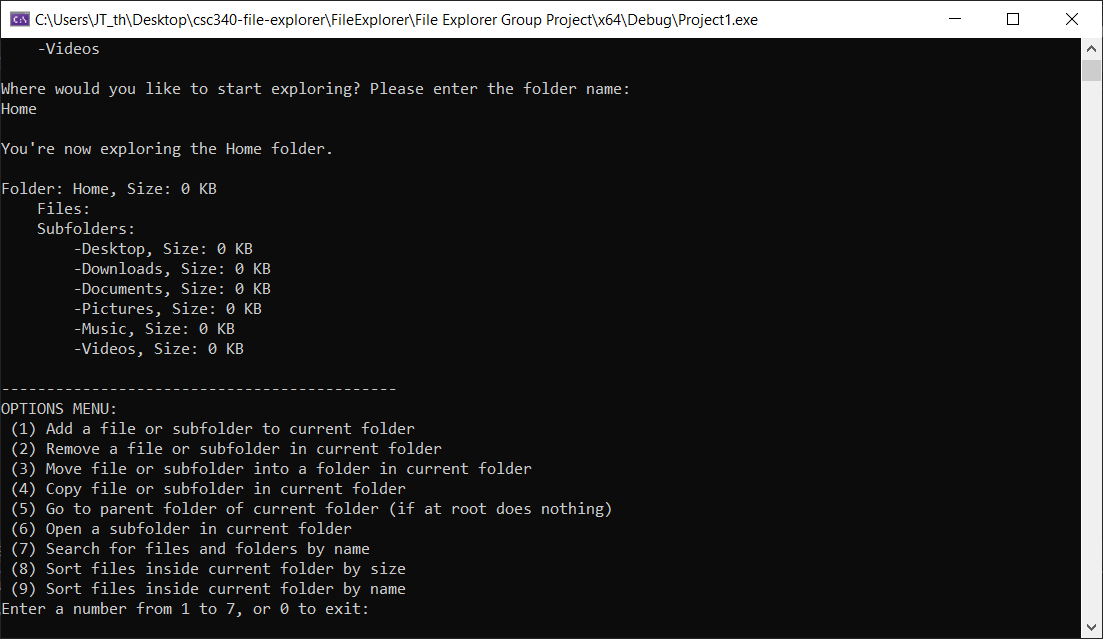 C:\Users\JT_th\Desktop\csc340-file-explorer\FileExplorer\File Explorer Group Project\x64\Debug\Project1.exe
-Videos
Where would you like to start exploring? Please enter the folder name:
Home
You're now exploring the Home folder.
Folder: Home, Size: 0 KB
Files:
Subfolders:
-Desktop, Size: 0 KB
-Downloads, Size: 0 KB
-Documents, Size: 0 KB
-Pictures, Size: 0 KB
-Music, Size: 0 KB
-Videos, Size: 0 KB
--------------------------------------------
OPTIONS MENU:
(1) Add a file or subfolder to current folder
(2) Remove a file or subfolder in current folder
(3) Move file or subfolder into a folder in current folder
(4) Copy file or subfolder in current folder
(5) Go to parent folder of current folder (if at root does nothing)
(6) Open a subfolder in current folder
(7) Search for files and folders by name
(8) Sort files inside current folder by size
(9) Sort files inside current folder by name
Enter a number from 1 to 7, or 0 to exit: